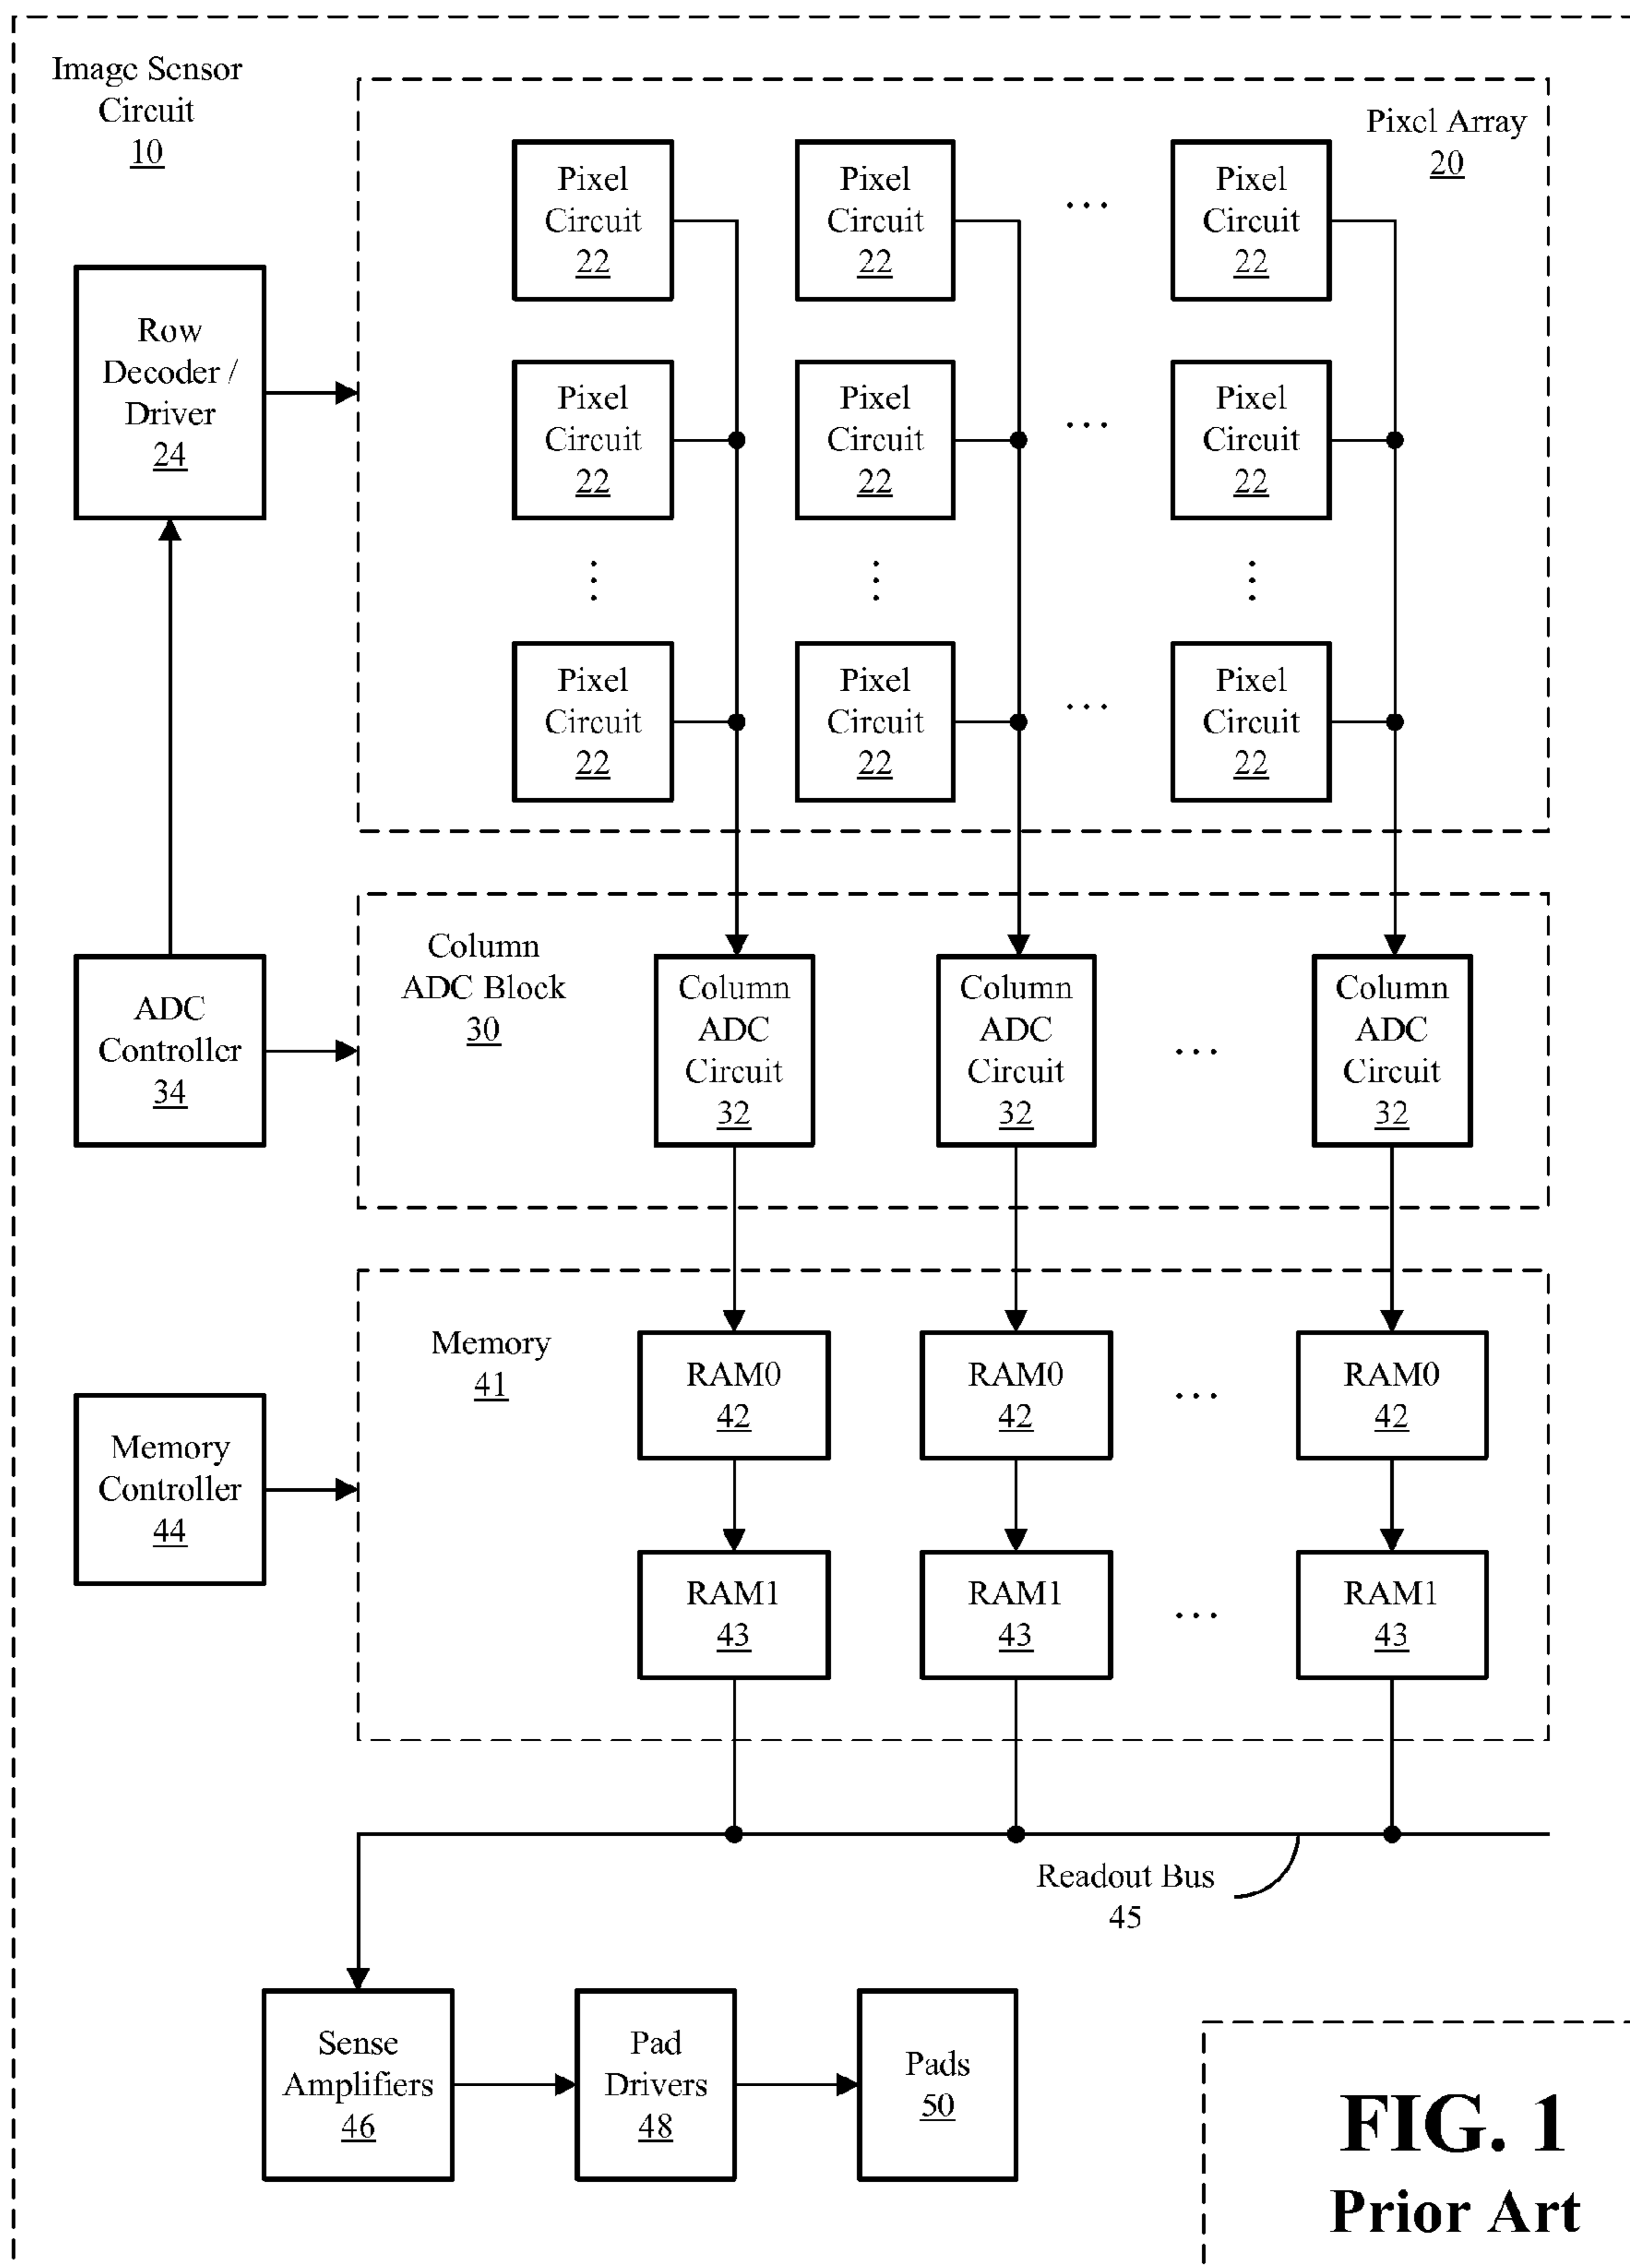 Image Sensor
Circuit
10
Pixel Array
20
Pixel
Circuit
22
Pixel
Circuit
22
...
Pixel
Circuit
22
Row
Decoder /
Driver
24
Pixel
Circuit
22
Pixel
Circuit
22
...
Pixel
Circuit
22
Pixel
Circuit
22
Pixel
Circuit
22
...
Pixel
Circuit
22
ADC
Controller
34
Column
ADC Block
30
Column
ADC
Circuit
32
Column
ADC
Circuit
32
...
Column
ADC
Circuit
32
Memory
Controller
44
Memory
41
RAM0
42
RAM0
42
...
RAM0
42
RAM1
43
RAM1
43
...
RAM1
43
Readout Bus
45
Sense
Amplifiers
46
Pad
Drivers
48
Pads
50
FIG. 1
Prior Art